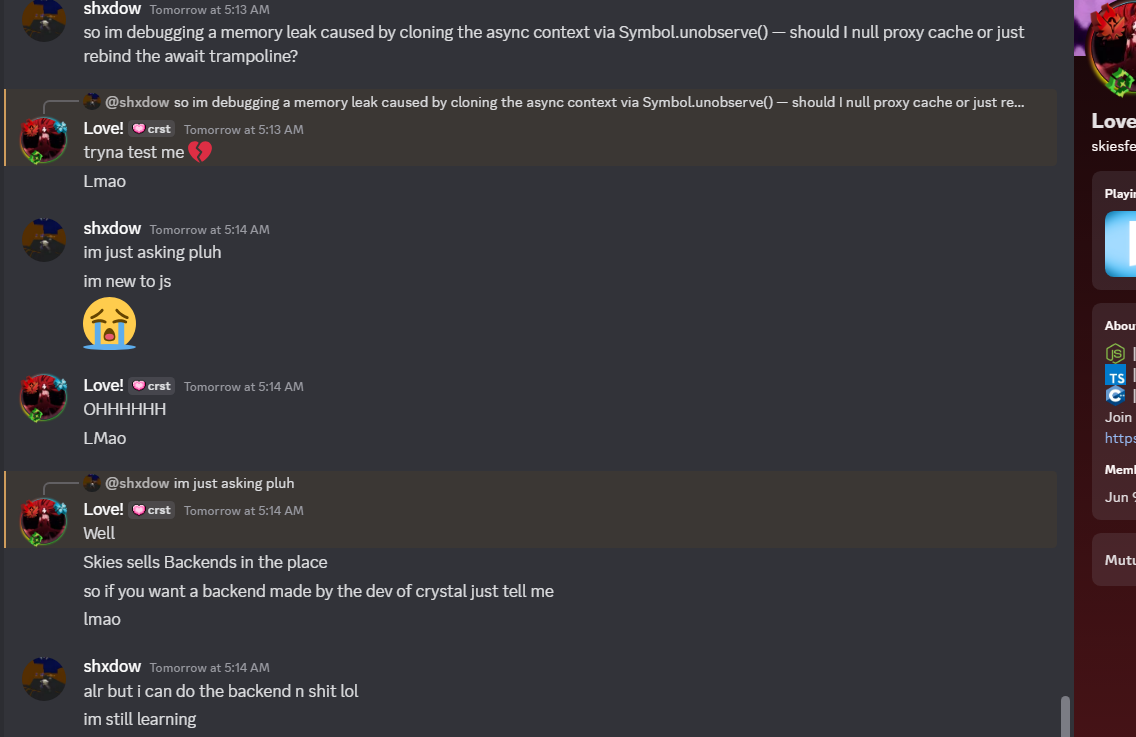 shxdow Tomorrow at 5:13 AM
so im debugging a memory leak caused by cloning the async context via Symbol.unobserve() — should I null proxy cache or just
rebind the await trampoline?
@shxdow so im debugging a memory leak caused by cloning the async context via Symbol.unobserve() — should I null proxy cache or just re...
Love! crst Tomorrow at 5:13 AM
tryna test me
Lmao
shxdow Tomorrow at 5:14 AM
im just asking pluh
im new to js
Love! crst Tomorrow at 5:14 AM
OHHHHHH
LMao
@shxdow im just asking pluh
Love! crst Tomorrow at 5:14 AM
Well
Skies sells Backends in the place
so if you want a backend made by the dev of crystal just tell me
lmao
shxdow Tomorrow at 5:14 AM
alr but i can do the backend n shit lol
im still learning
Love
skiesfe
Playin
Abou
JS
TS
C
Join
https
Memb
Jun 9
Mutu